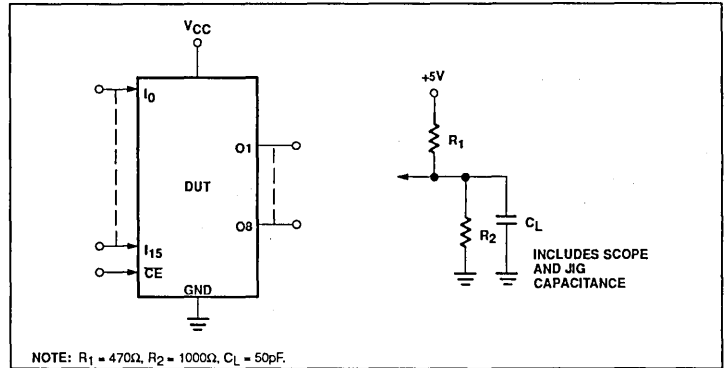 VCC
+5V
I0
R1
O1
DUT
O8
R2
CL
I15
CE
GND
INCLUDES SCOPE
AND JIG
CAPACITANCE
NOTE: R1 = 470Ω, R2 = 1000Ω, CL = 50pF.